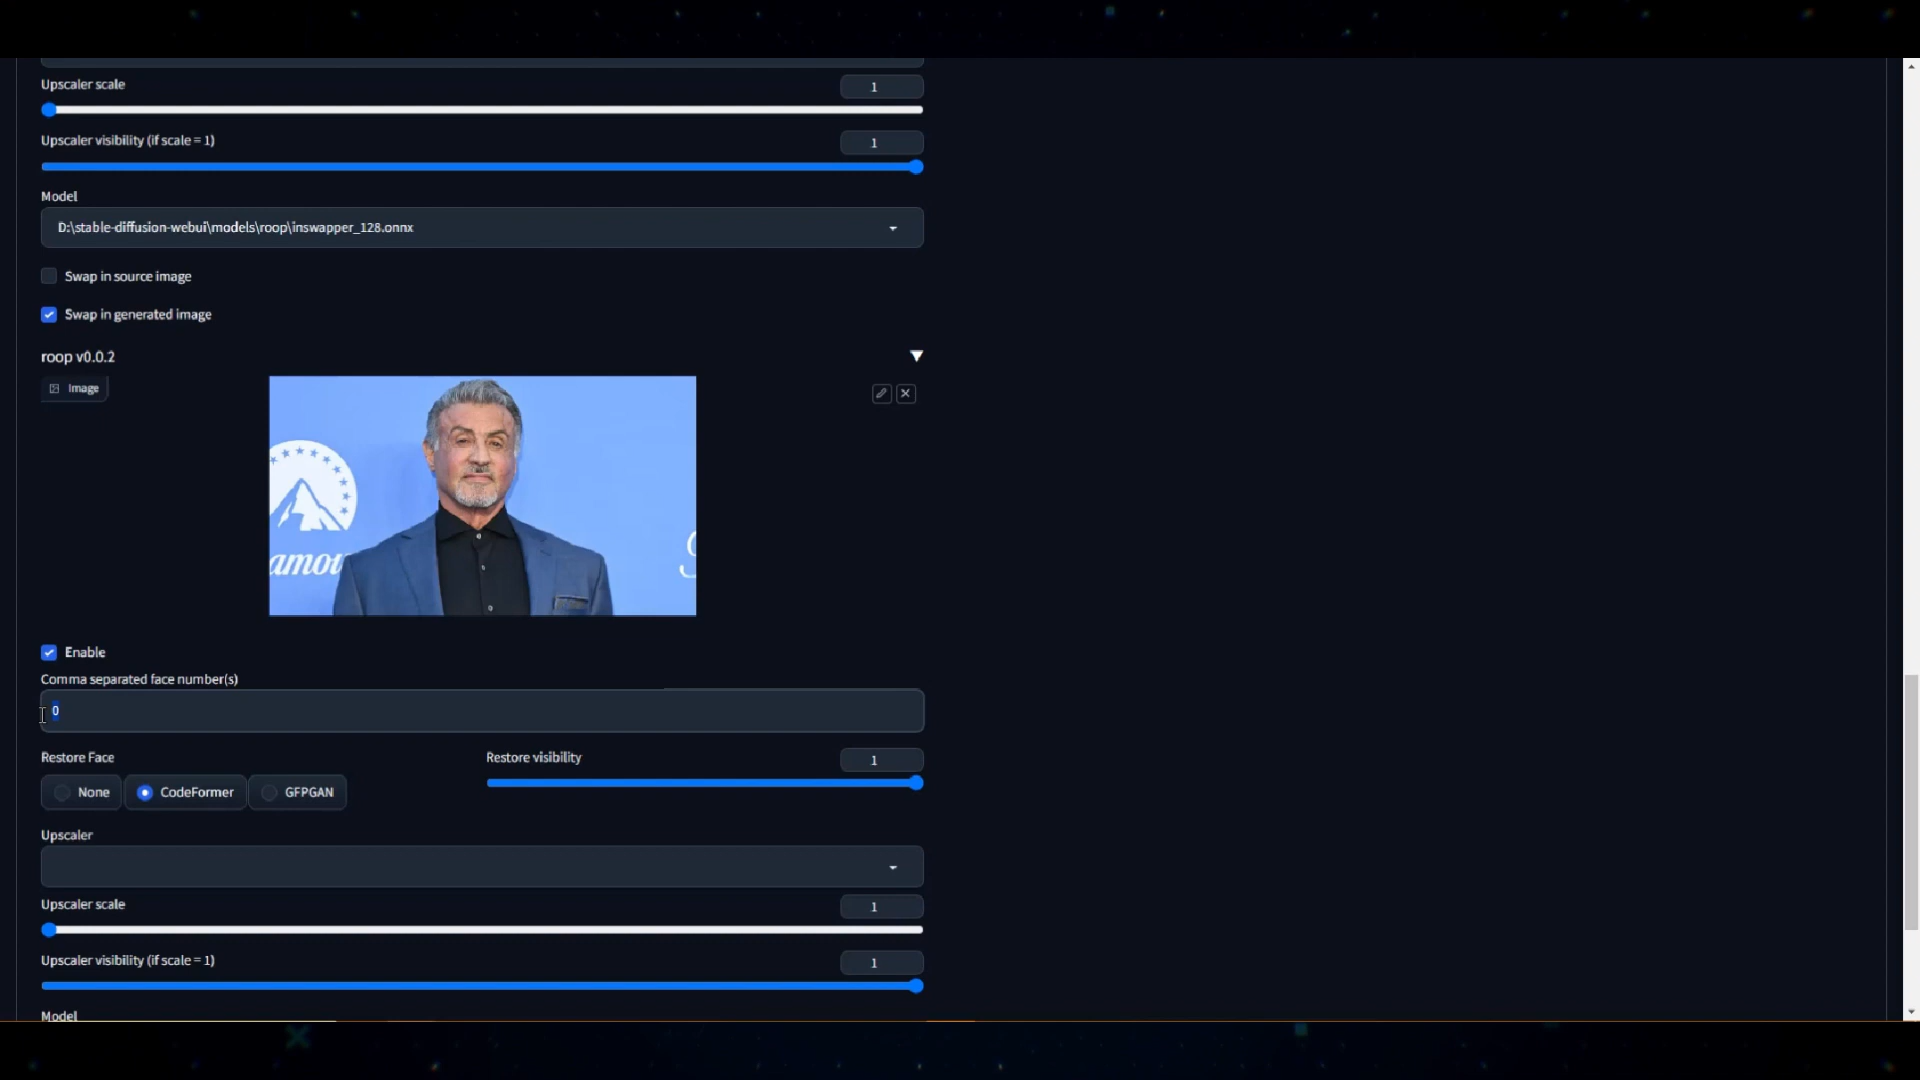 Upscaler scale
1
Upscaler visibility (if scale = 1)
1
Model
D:\stable-diffusion-webui\models\roop\inswapper_128.onnx
Swap in source image
Swap in generated image
roop v0.0.2
Image
amou
Enable
Comma separated face number(s)
0
Restore Face
Restore visibility
1
None
CodeFormer
GFPGAN
Upscaler
Upscaler scale
1
Upscaler visibility (if scale = 1)
1
Model